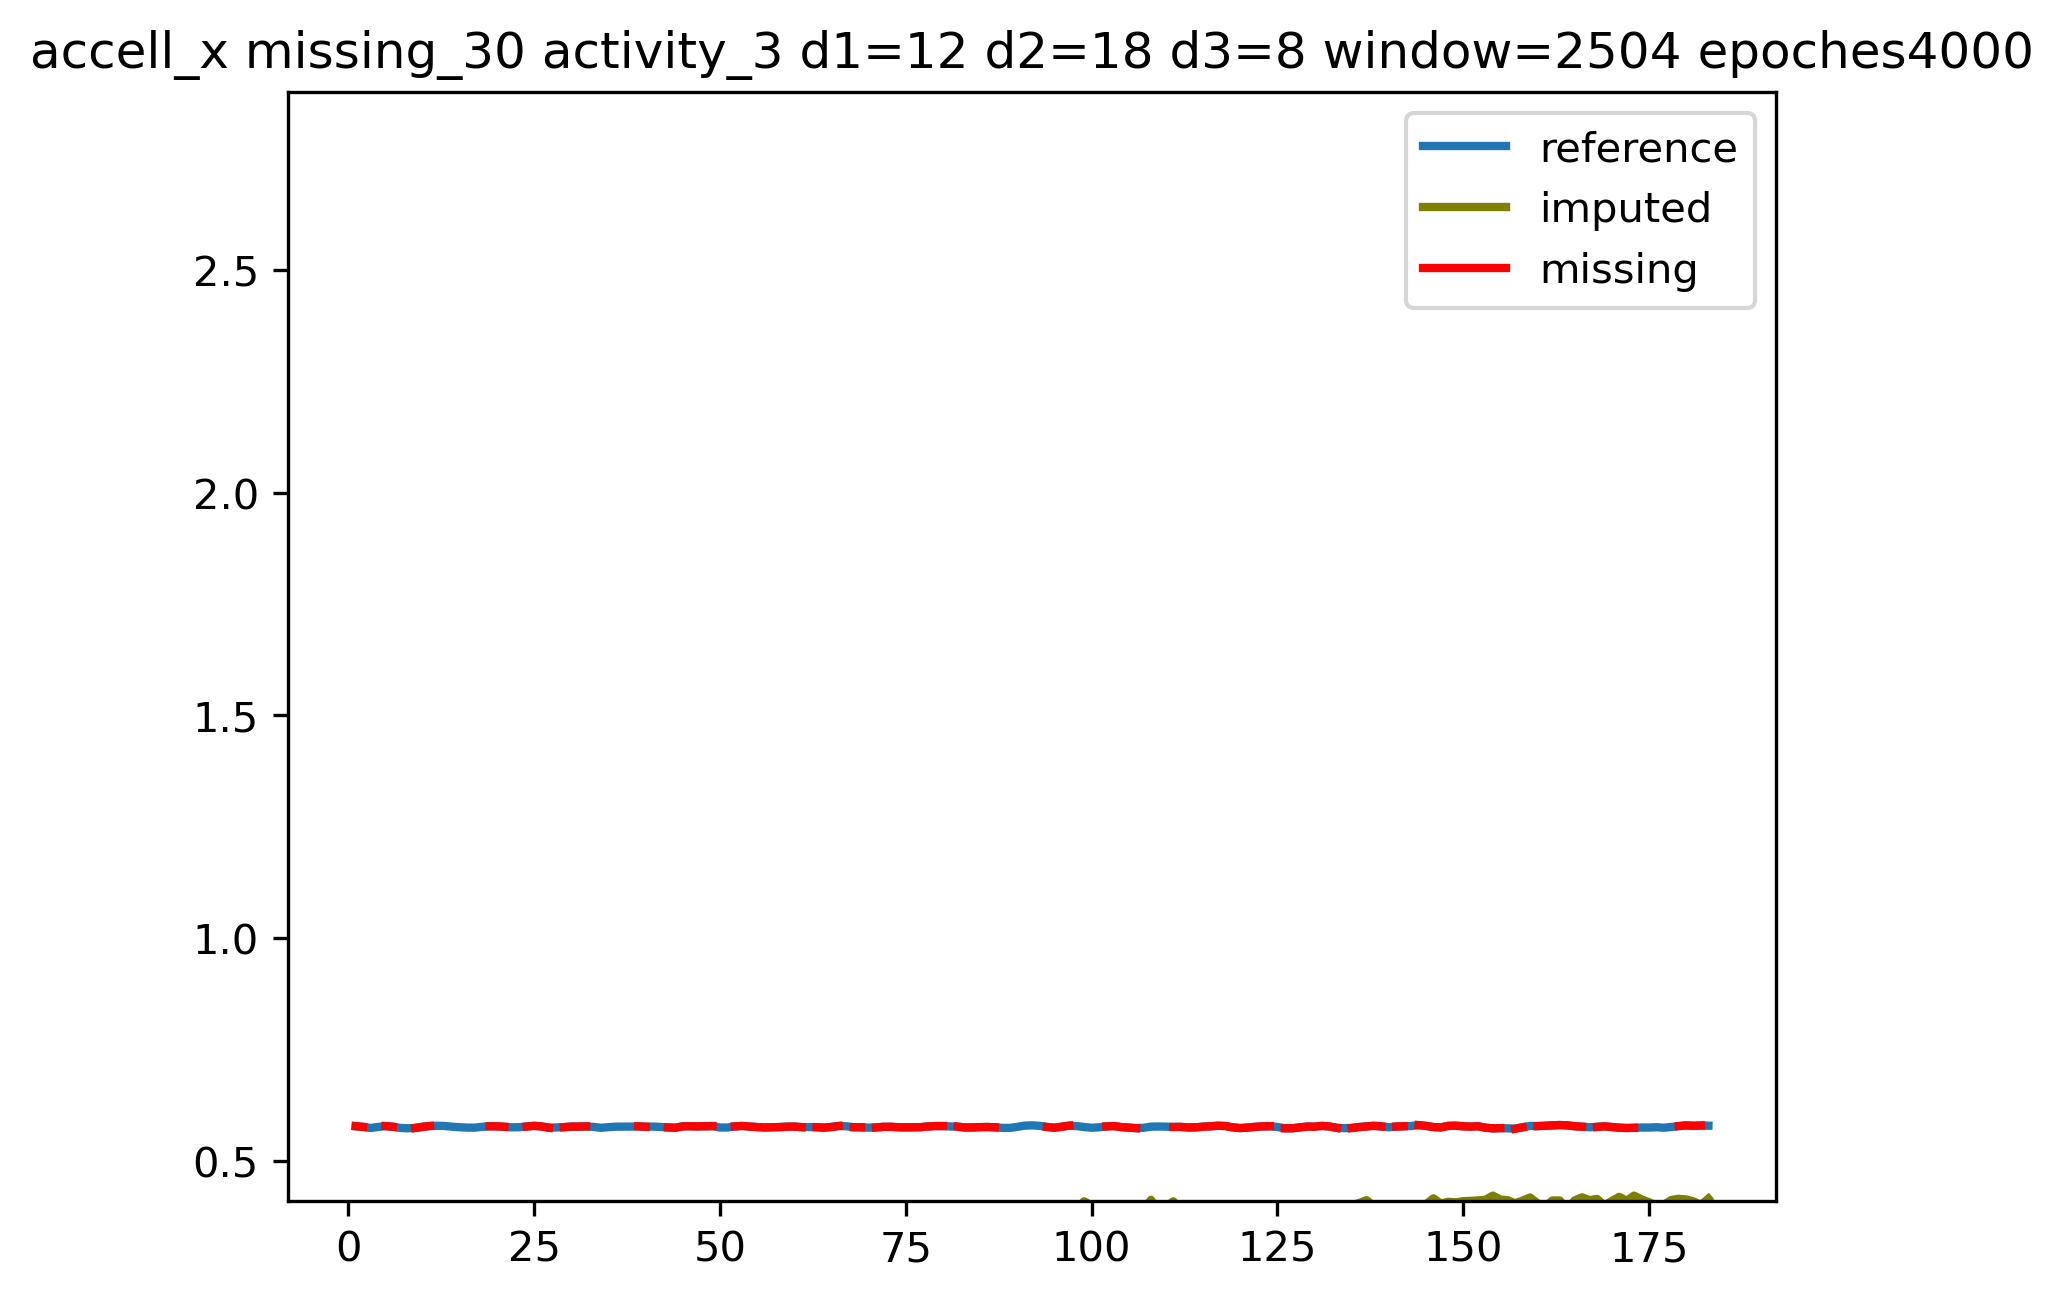 accell_x missing_30 activity_3 d1=12 d2=18 d3=8 window=2504 epoches4000
reference
imputed
missing
2.5
2.0
1.5
1.0
0.5
0 25 50 75 100 125 150 175